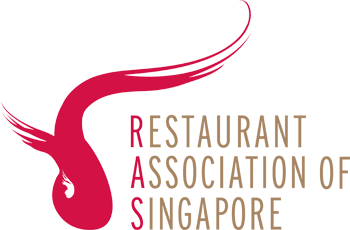 RESTAURANT
ASSOCIATION OF
SINGAPORE